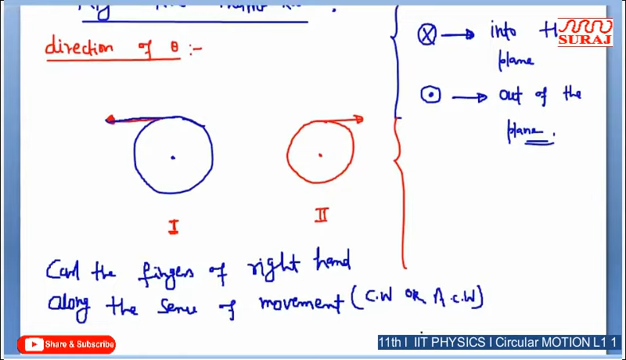 direction of θ :-
⊗ → into
plane
⊙ → out of the
plane.
SURAJ
I
II
Curl the fingers of right hand
along the sense of movement (C.W OR A.C.W)
Share & Subscribe
11th I IIT PHYSICS I Circular MOTION L1 1